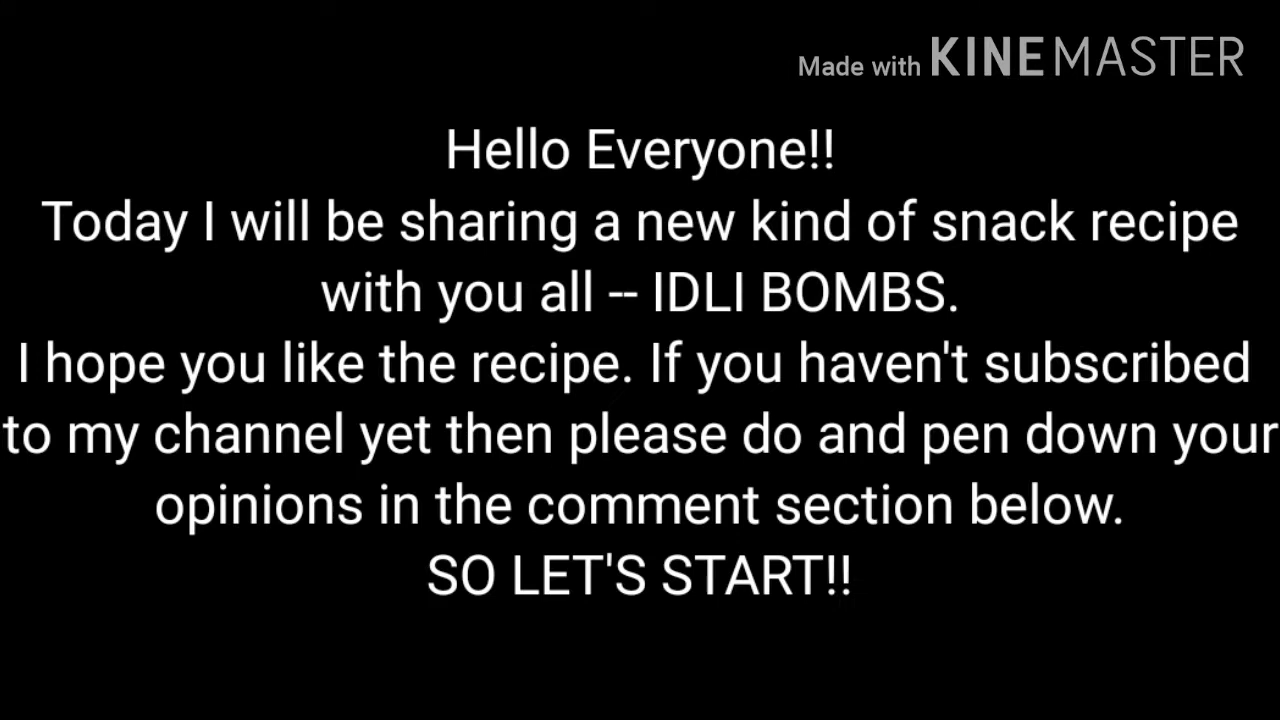 Made with KINEMASTER
Hello Everyone!!
Today I will be sharing a new kind of snack recipe
with you all -- IDLI BOMBS.
I hope you like the recipe. If you haven't subscribed
to my channel yet then please do and pen down your
opinions in the comment section below.
SO LET'S START!!